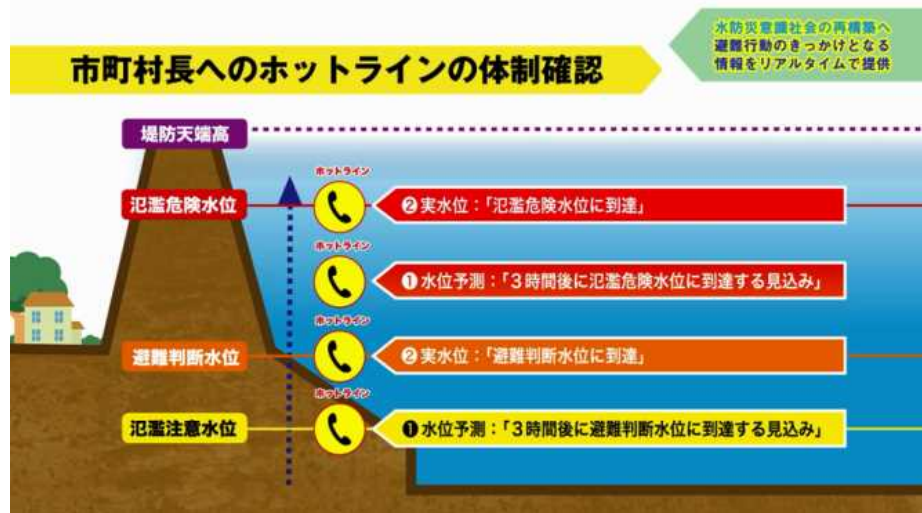 水防災意識社会の再構築へ
避難行動のきっかけとなる
情報をリアルタイムで提供
市町村長へのホットラインの体制確認
堤防天端高
ホットライン
氾濫危険水位
❷実水位：「氾濫危険水位に到達」
ホットライン
❶水位予測：「３時間後に氾濫危険水位に到達する見込み」
ホットライン
避難判断水位
❷実水位：「避難判断水位に到達」
ホットライン
氾濫注意水位
❶水位予測：「３時間後に避難判断水位に到達する見込み」